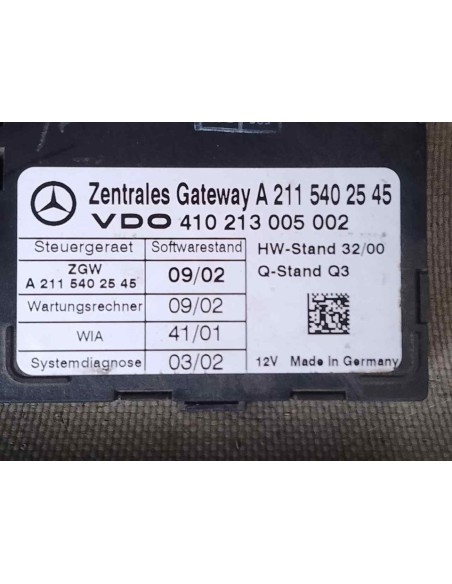 Zentrales Gateway A 211 540 25 45
VDO 410 213 005 002
Steuergeraet Softwarestand HW-Stand 32/00
ZGW
A 211 540 25 45 09/02 Q-Stand Q3
Wartungsrechner 09/02
WIA 41/01
Systemdiagnose 03/02 12V Made in Germany